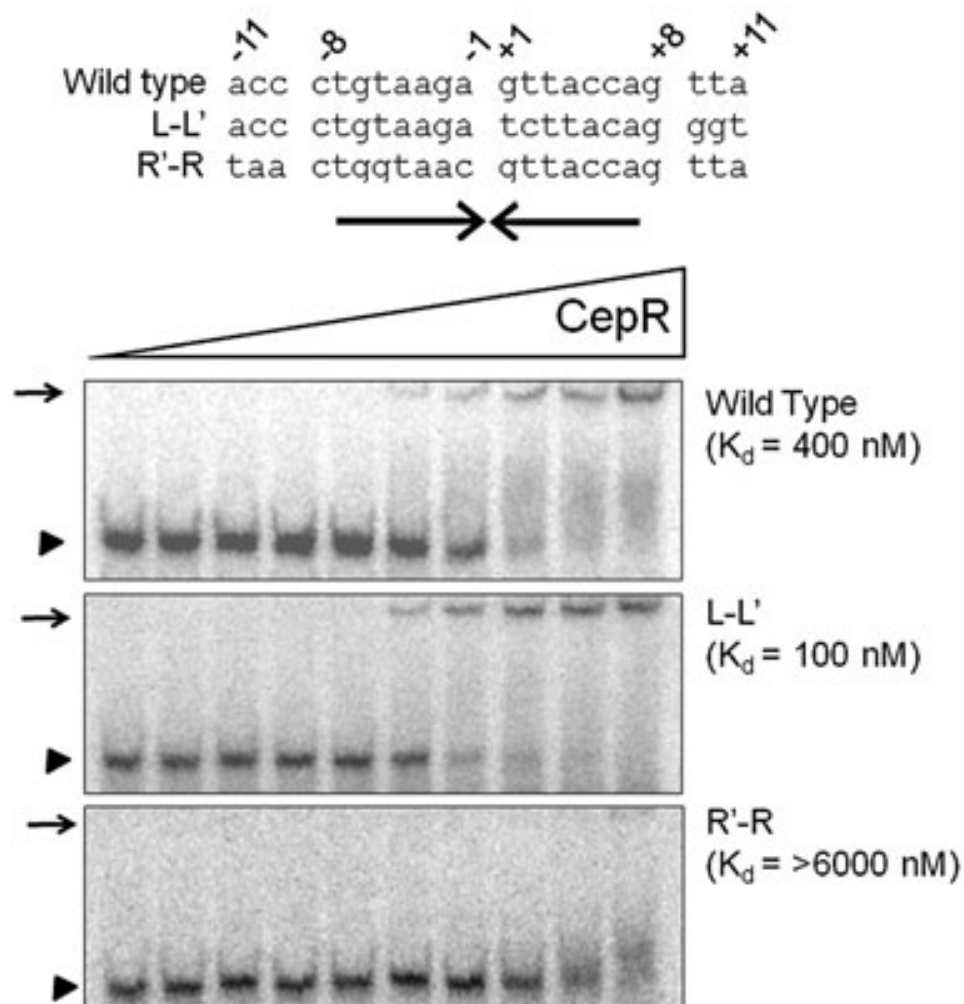 -11 -8 -1 +1 +8 +11
Wild type acc ctgtaaga gttaccag tta
L-L' acc ctgtaaga tcttacag ggt
R'-R taa ctggtaac gttaccag tta
CepR
Wild Type
(Kd = 400 nM)
L-L'
(Kd = 100 nM)
R'-R
(Kd = >6000 nM)